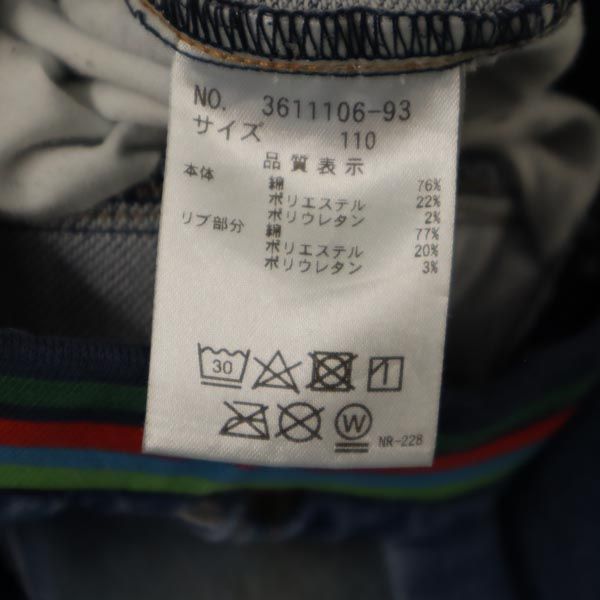 NO. 3611106-93
サイズ 110
品質表示
本体 綿 76%
ポリエステル 22%
ポリウレタン 2%
リブ部分 綿 77%
ポリエステル 20%
ポリウレタン 3%
30
W
NR-228